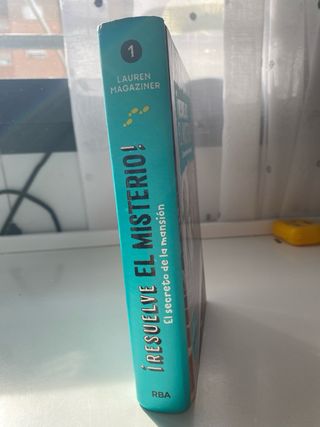 1
LAUREN
MAGAZINER
¡RESUELVE EL MISTERIO!
El secreto de la mansión
RBA